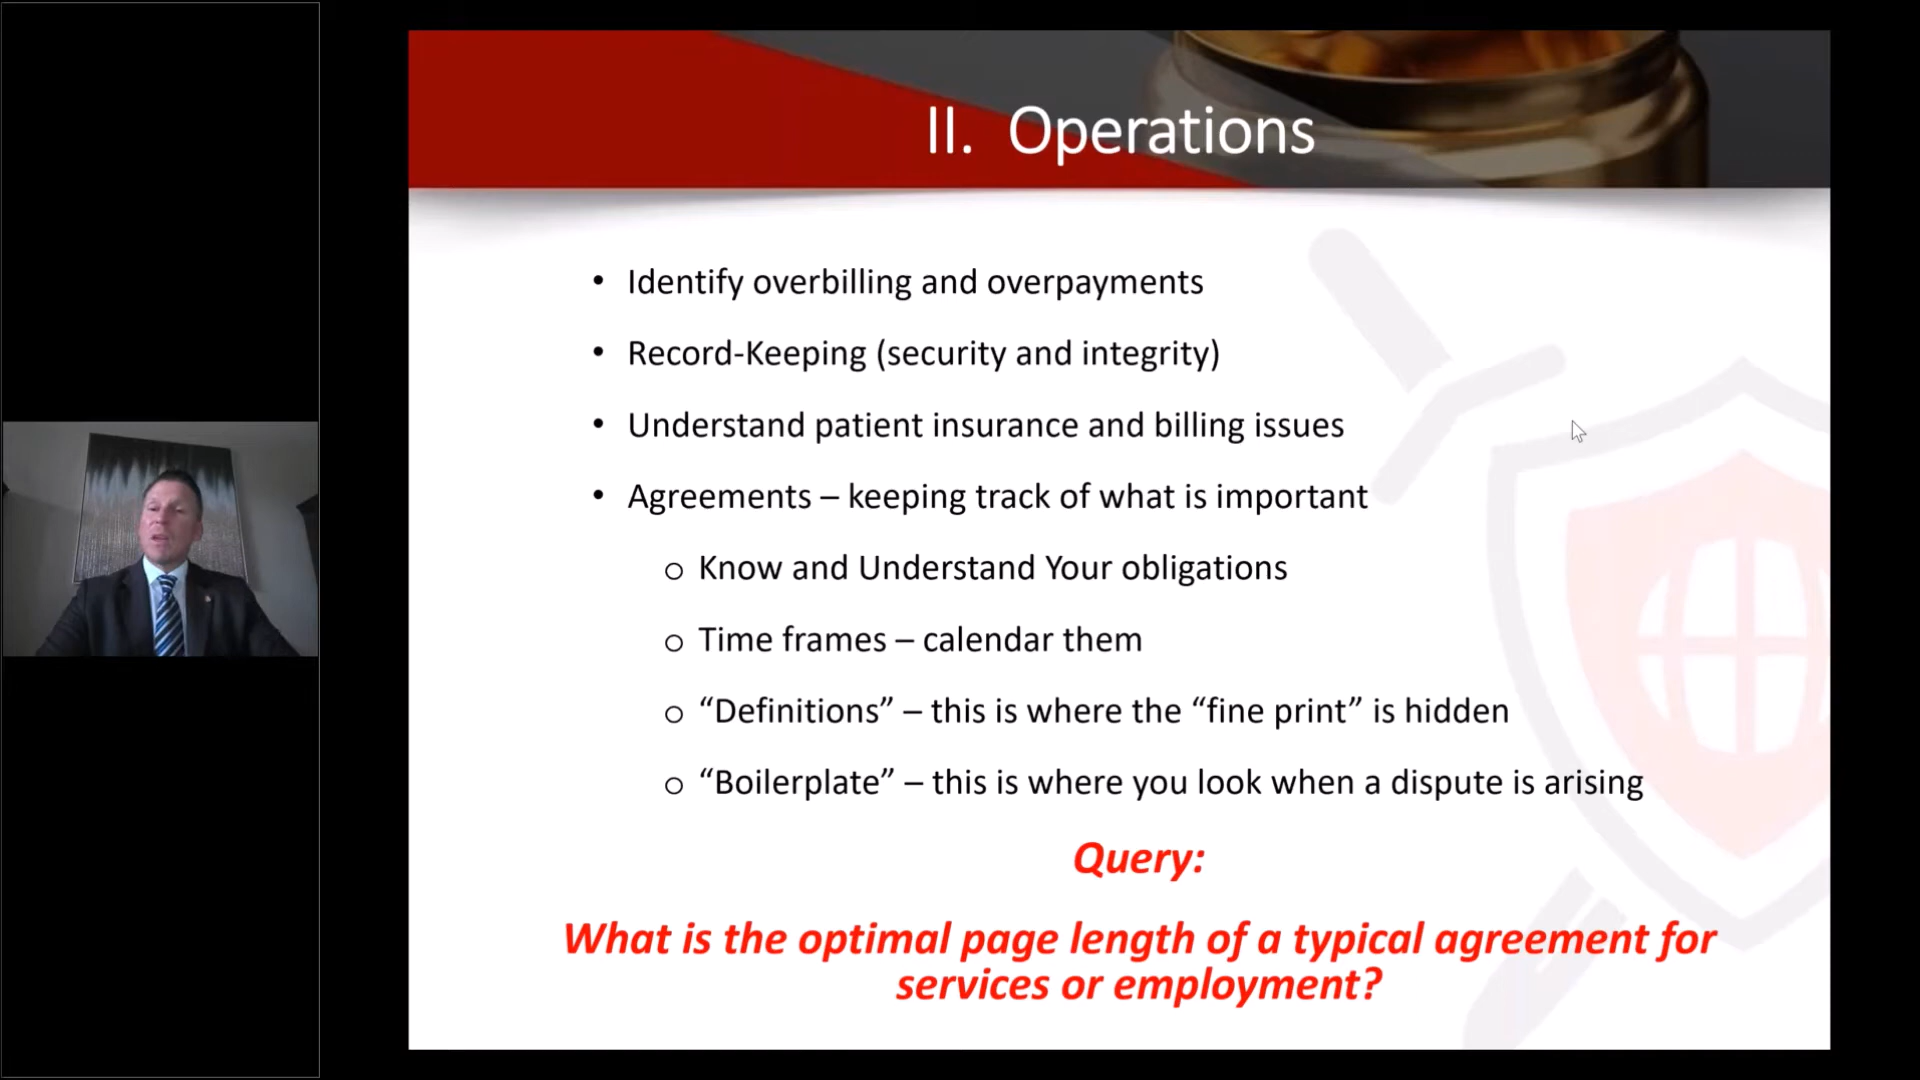 II. Operations
• Identify overbilling and overpayments
• Record-Keeping (security and integrity)
• Understand patient insurance and billing issues
• Agreements – keeping track of what is important
o Know and Understand Your obligations
o Time frames – calendar them
o “Definitions” – this is where the “fine print” is hidden
o “Boilerplate” – this is where you look when a dispute is arising
Query:
What is the optimal page length of a typical agreement for
services or employment?